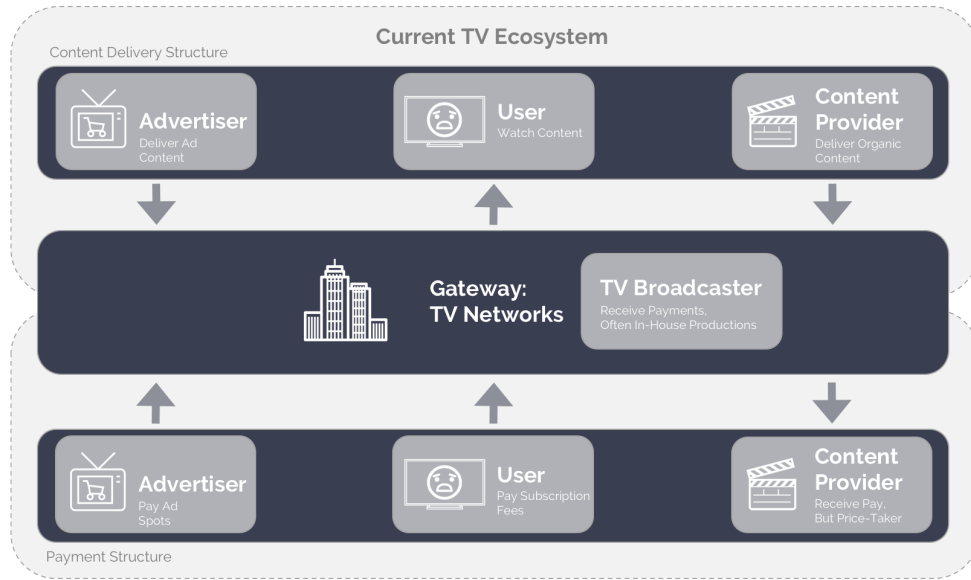 Current TV Ecosystem
Content Delivery Structure
Advertiser
Deliver Ad
Content
User
Watch Content
Content
Provider
Deliver Organic
Content
Gateway:
TV Networks
TV Broadcaster
Receive Payments,
Often In-House Productions
Advertiser
Pay Ad
Spots
User
Pay Subscription
Fees
Content
Provider
Receive Pay,
But Price-Taker
Payment Structure